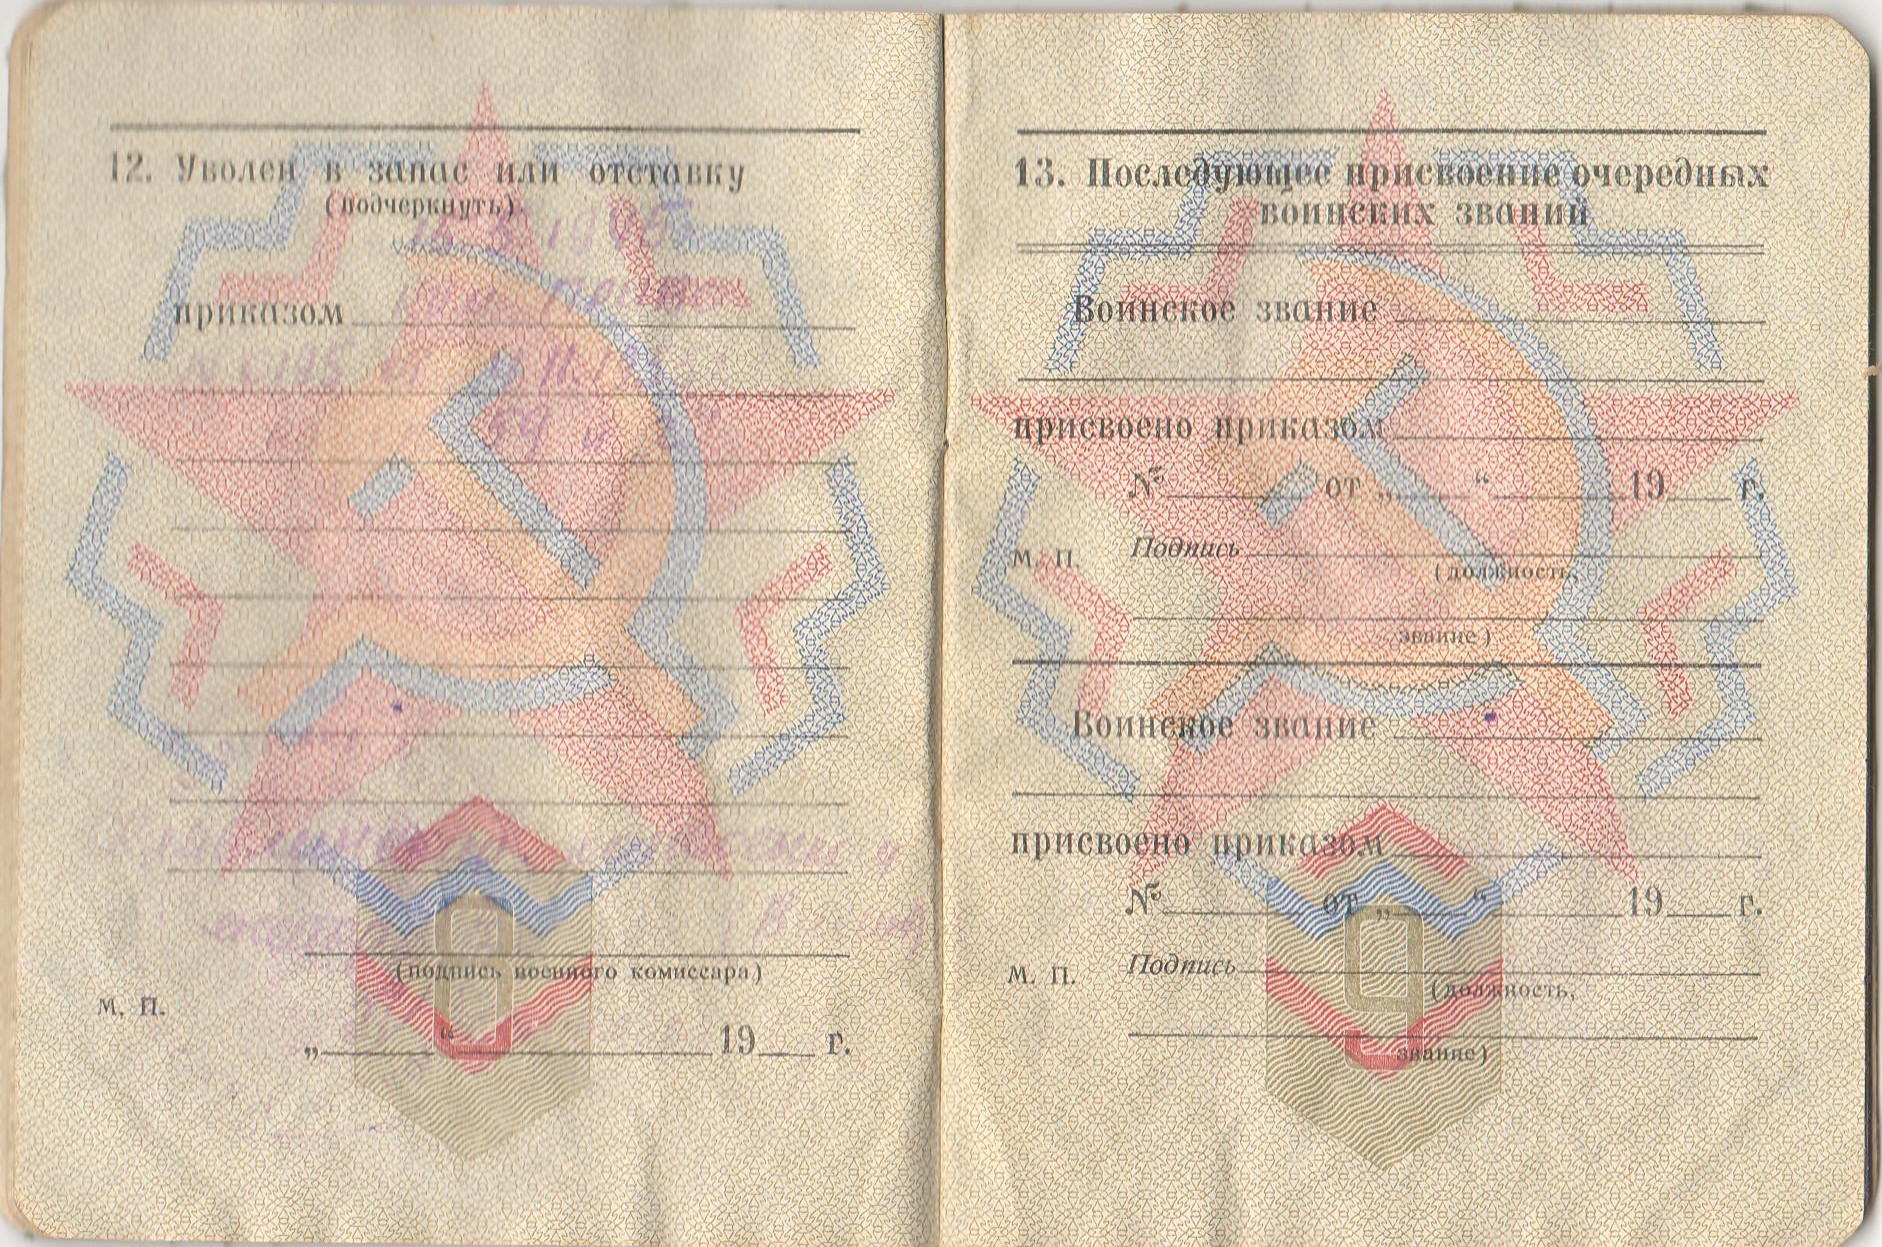 12. Уволен в запас или отставку
(подчеркнуть)
приказом
(подпись военного комиссара)
М. П.
„ “ 19 г.
8
13. Последующее присвоение очередных
воинских званий
Воинское звание
присвоено приказом
№ от „ “ 19 г.
М. П. Подпись
(должность,
звание)
Воинское звание
присвоено приказом
№ от „ “ 19 г.
М. П. Подпись
(должность,
звание)
9